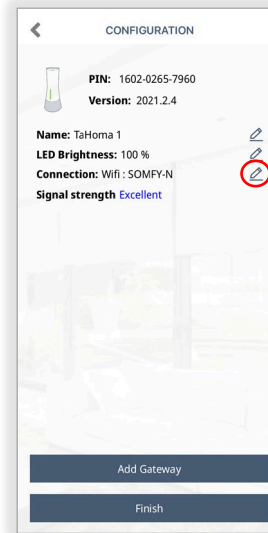 CONFIGURATION
PIN: 1602-0265-7960
Version: 2021.2.4
Name: TaHoma 1
LED Brightness: 100 %
Connection: Wifi : SOMFY-N
Signal strength Excellent
Add Gateway
Finish